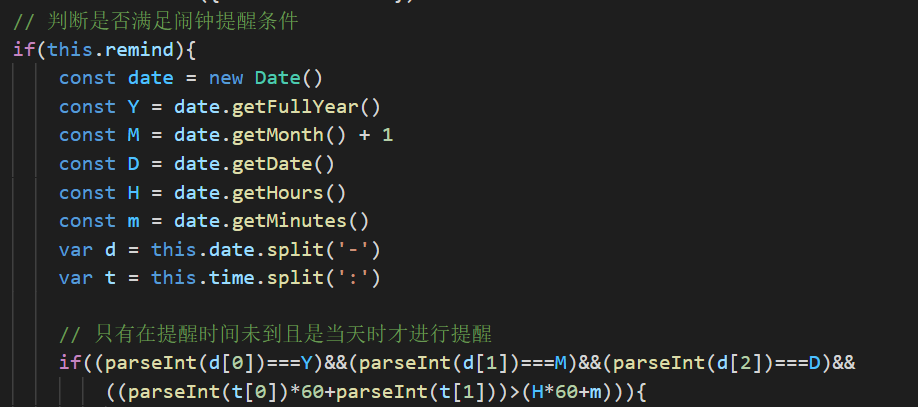 // 判断是否满足闹钟提醒条件
if(this.remind){
const date = new Date()
const Y = date.getFullYear()
const M = date.getMonth() + 1
const D = date.getDate()
const H = date.getHours()
const m = date.getMinutes()
var d = this.date.split('-')
var t = this.time.split(':')
// 只有在提醒时间未到且是当天时才进行提醒
if((parseInt(d[0])===Y)&&(parseInt(d[1])===M)&&(parseInt(d[2])===D)&&
((parseInt(t[0])*60+parseInt(t[1]))>(H*60+m))){